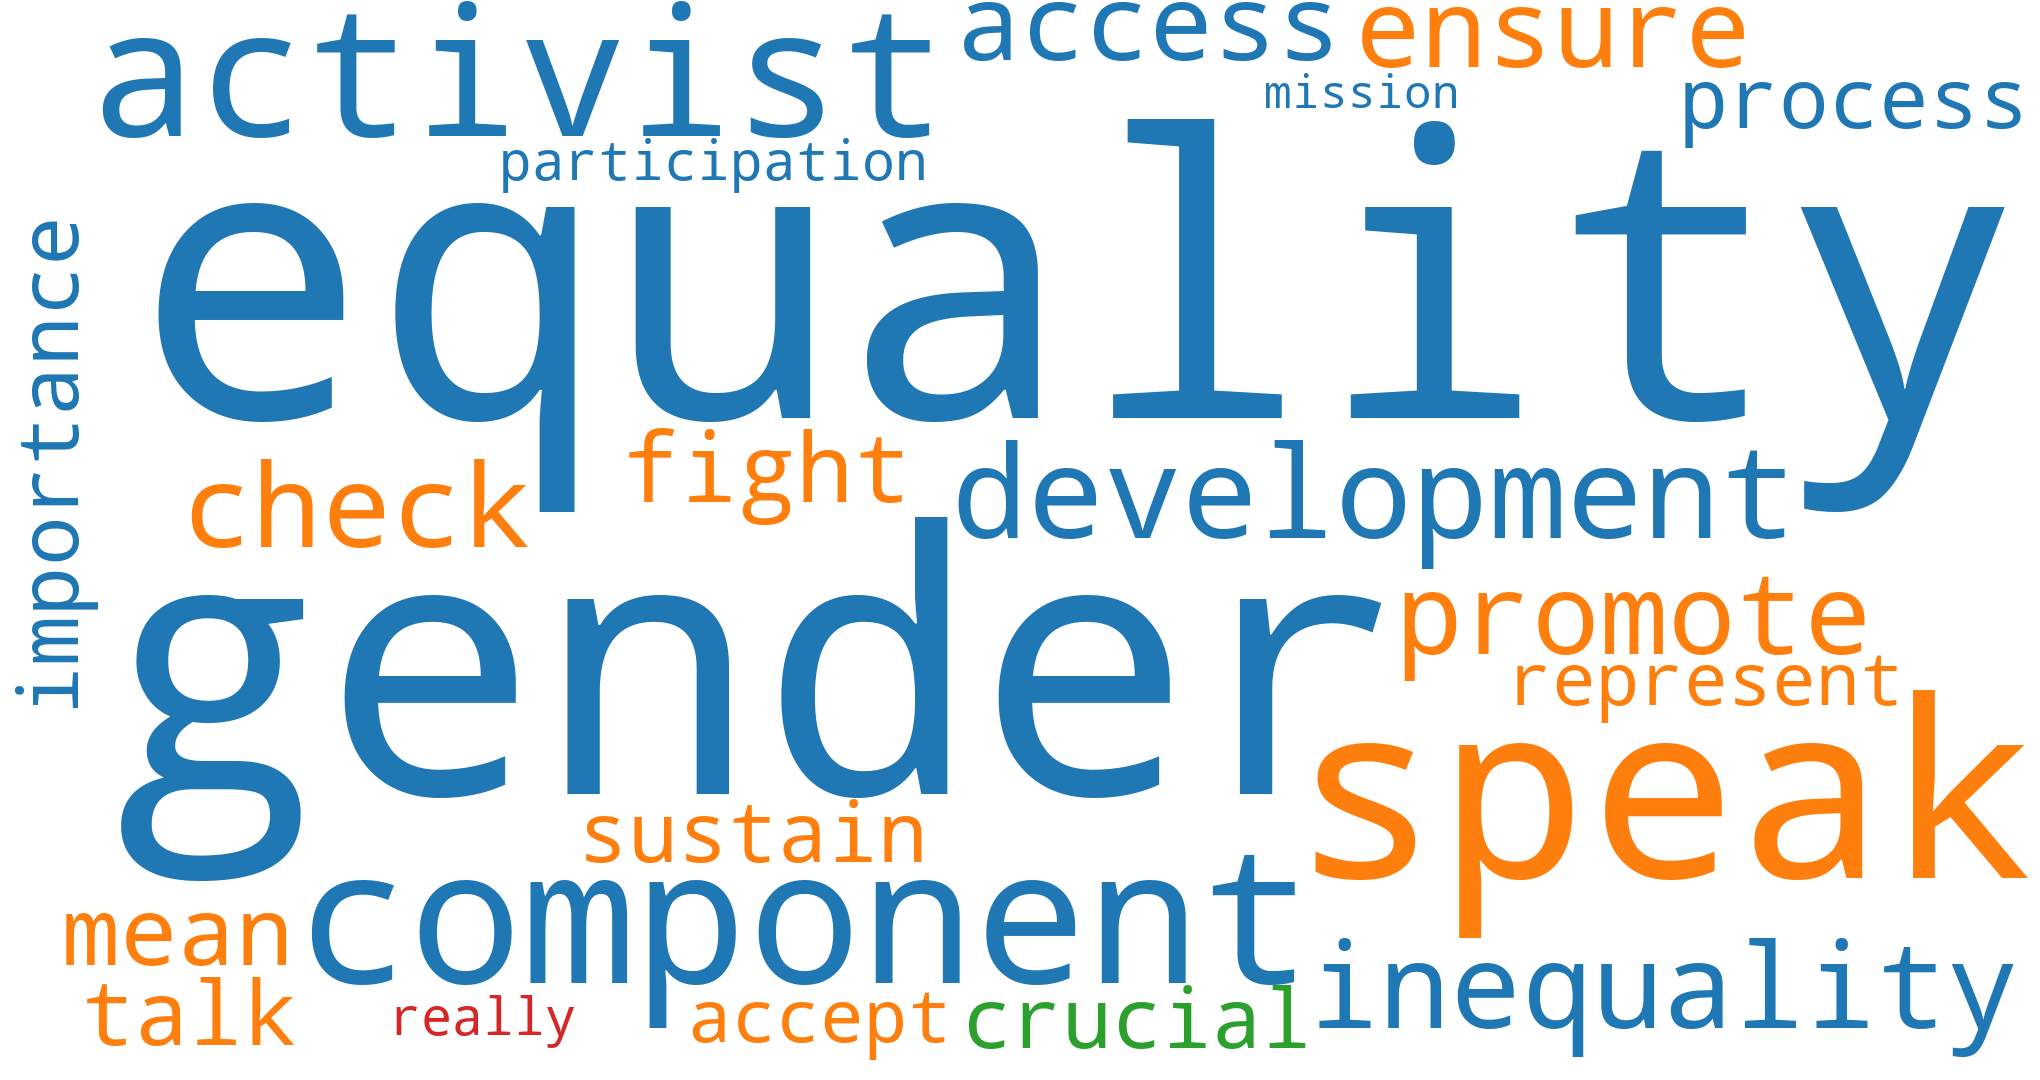 activist
access
ensure
mission
process
participation
equality
importance
check
fight
development
gender
promote
represent
speak
sustain
component
mean
inequality
talk
really
accept
crucial